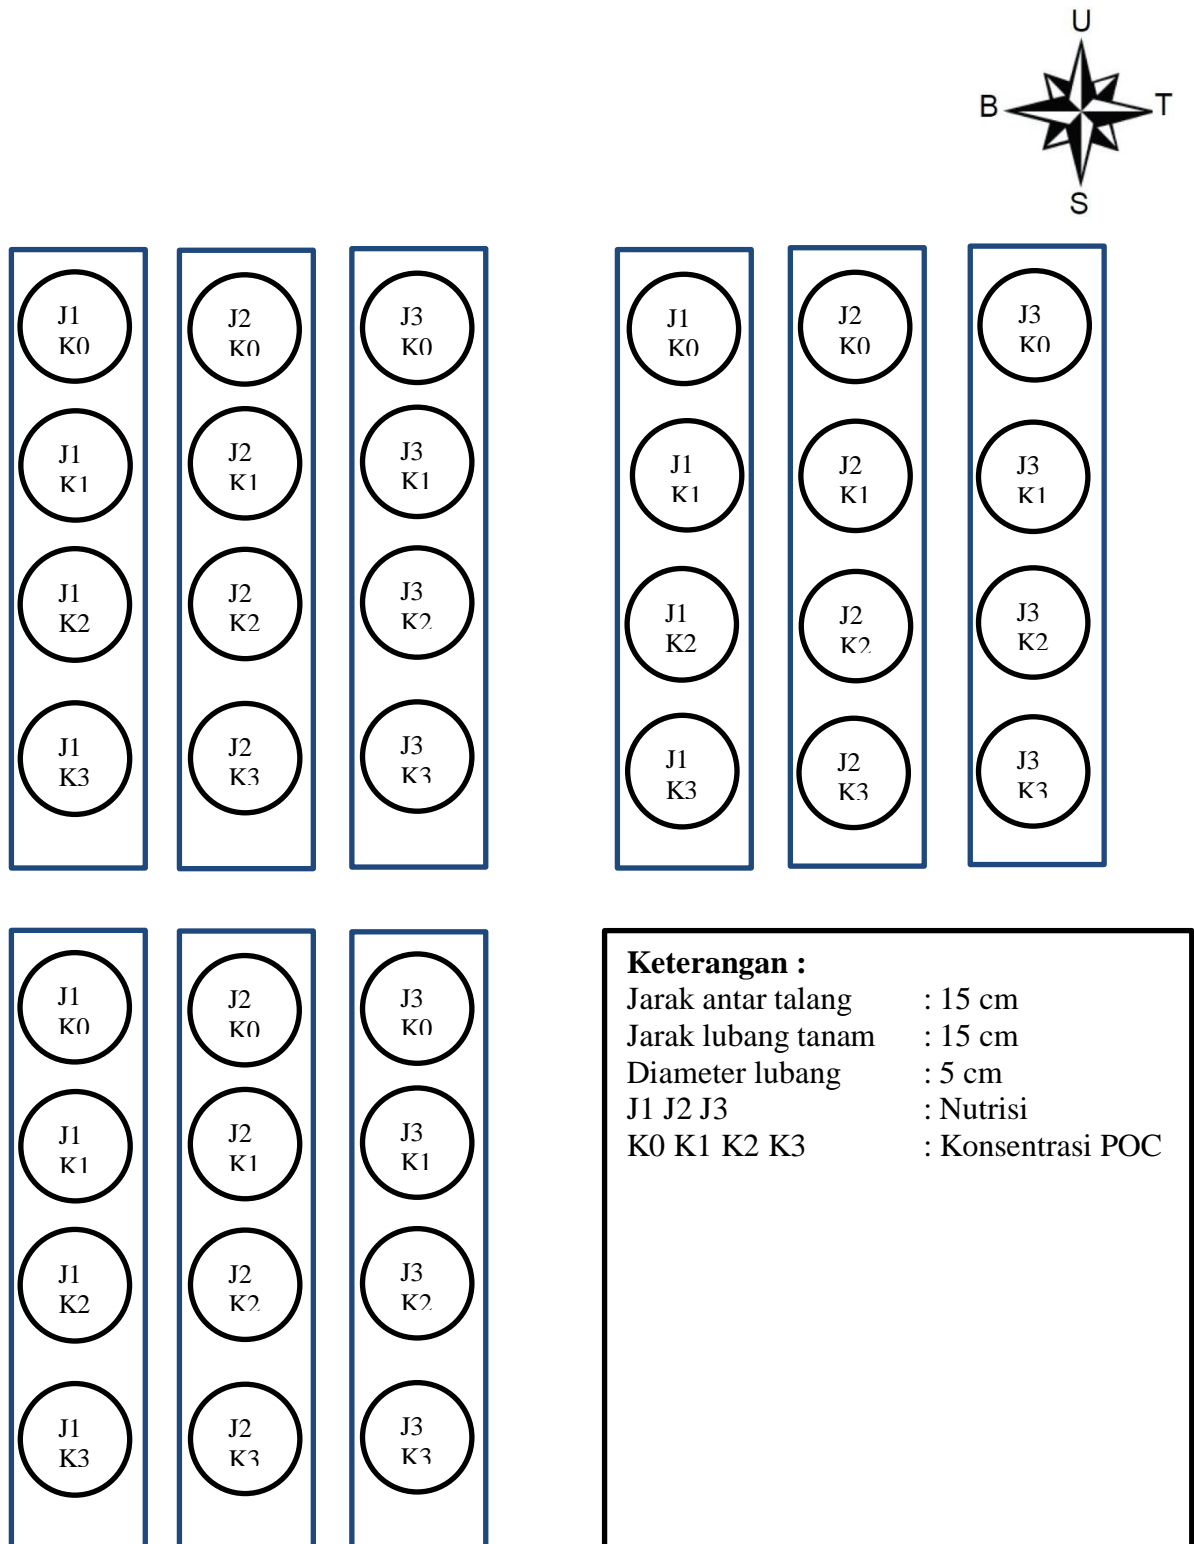 U
B T
S
J1 J2 J3 J1 J2 J3
K0 K0 K0 K0 K0 K0
J1 J2 J3 J1 J2 J3
K1 K1 K1 K1 K1 K1
J1 J2 J3 J1 J2 J3
K2 K2 K2 K2 K2 K2
J1 J2 J3 J1 J2 J3
K3 K3 K3 K3 K3 K3
J1 J2 J3
K0 K0 K0
J1 J2 J3
K1 K1 K1
J1 J2 J3
K2 K2 K2
J1 J2 J3
K3 K3 K3
Keterangan :
Jarak antar talang : 15 cm
Jarak lubang tanam : 15 cm
Diameter lubang : 5 cm
J1 J2 J3 : Nutrisi
K0 K1 K2 K3 : Konsentrasi POC